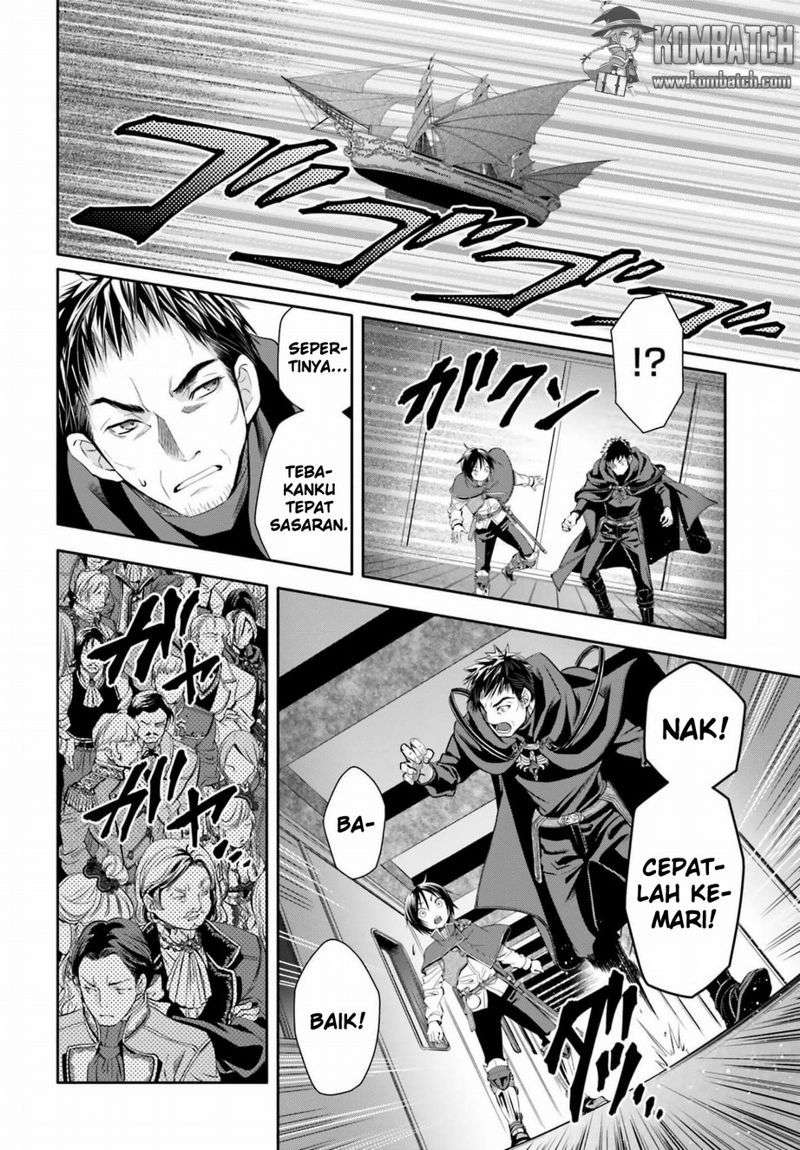 KOMBATCH
www.kombatch.com
ゴゴゴゴゴ
!?
ガクン
SEPER-
TINYA...
TEBA-
KANKU
TEPAT
SASARAN.
NAK!
CEPAT-
LAH KE-
MARI!
BA-
BAIK!
ダダッ
ガヤ
ガヤ